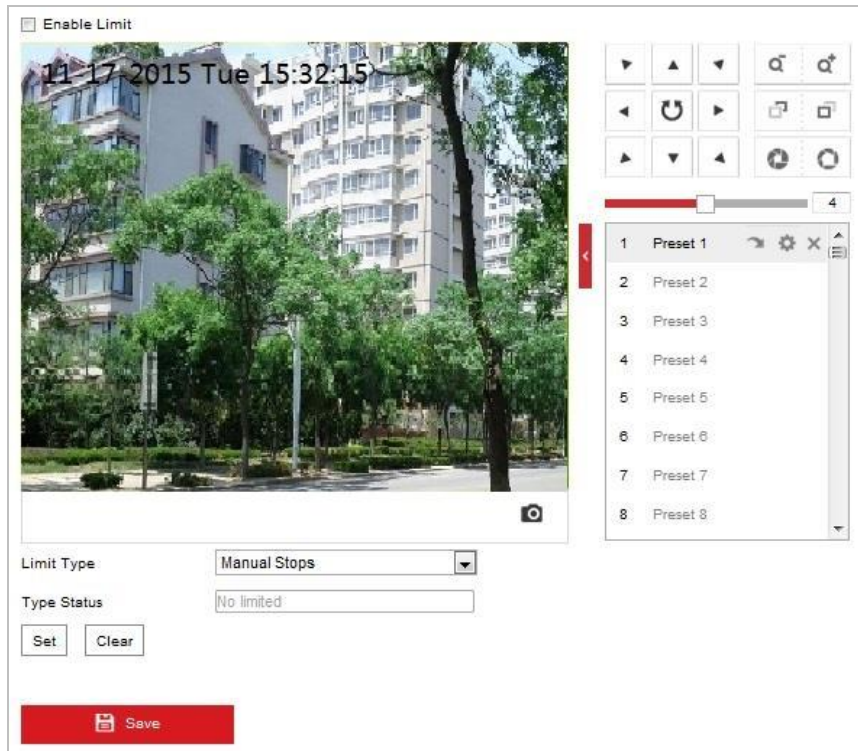 Enable Limit
11-17-2015 Tue 15:32:15
4
1 Preset 1
2 Preset 2
3 Preset 3
4 Preset 4
5 Preset 5
6 Preset 6
7 Preset 7
8 Preset 8
Limit Type Manual Stops
Type Status No limited
Set Clear
Save